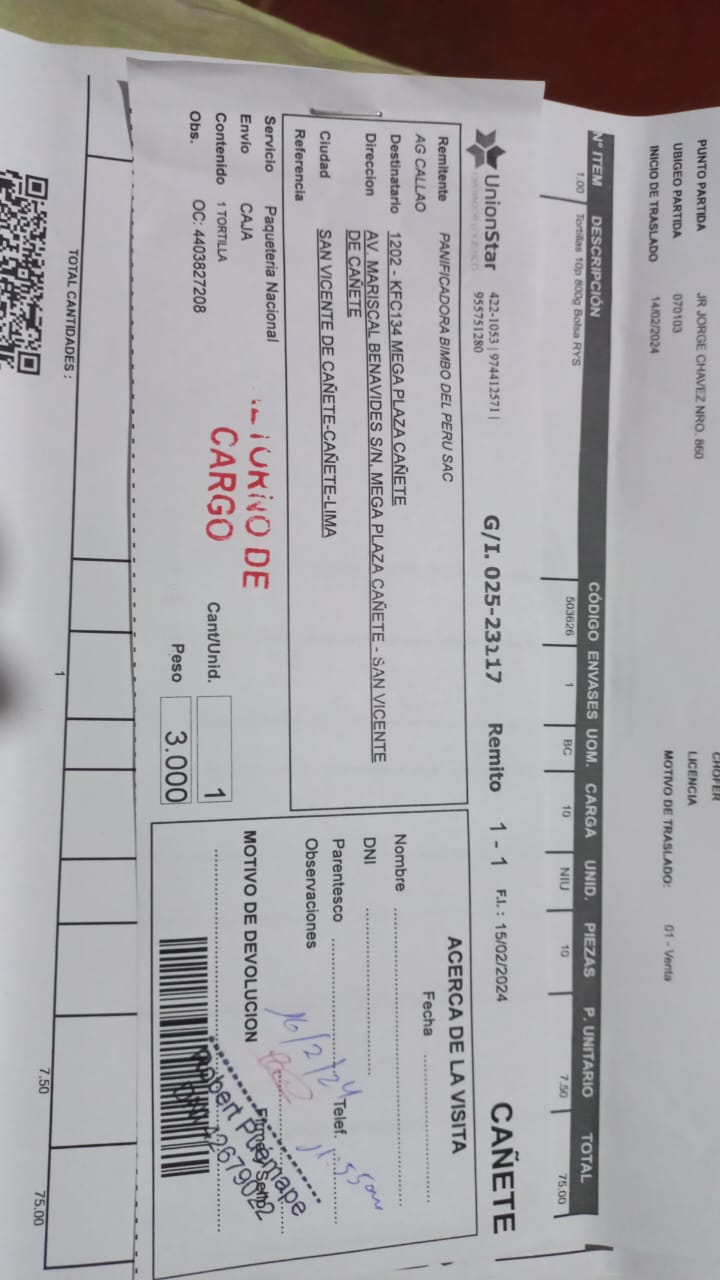 CHOFER
LICENCIA
MOTIVO DE TRASLADO: 01 - Venta
PUNTO PARTIDA JR JORGE CHAVEZ NRO. 860
UBIGEO PARTIDA 070103
INICIO DE TRASLADO 14/02/2024
N° ITEM DESCRIPCIÓN CÓDIGO ENVASES UOM. CARGA UNID. PIEZAS P. UNITARIO TOTAL
1.00 Tortillas 10p 800g Bolsa RYS 503626 1 BC 10 NIU 10 7.50 75.00
UnionStar 422-1053 | 974412571 | G/I. 025-23217 Remito 1 - 1 F.I. : 15/02/2024 CAÑETE
955751280
Remitente PANIFICADORA BIMBO DEL PERU SAC
AG CALLAO
Destinatario 1202 - KFC134 MEGA PLAZA CAÑETE
Direccion AV. MARISCAL BENAVIDES S/N. MEGA PLAZA CAÑETE - SAN VICENTE
DE CAÑETE
Ciudad SAN VICENTE DE CAÑETE-CAÑETE-LIMA
Referencia
Servicio Paqueteria Nacional
Envio CAJA
Contenido 1 TORTILLA
Obs. OC: 4403827208
DE
CARGO
Cant/Unid. 1
Peso 3.000
ACERCA DE LA VISITA
Fecha
Nombre
DNI
Parentesco Telef.
Observaciones
16/2/24
MOTIVO DE DEVOLUCION
Robert Puemape
DNI 42679022
TOTAL CANTIDADES : 1 7.50 75.00